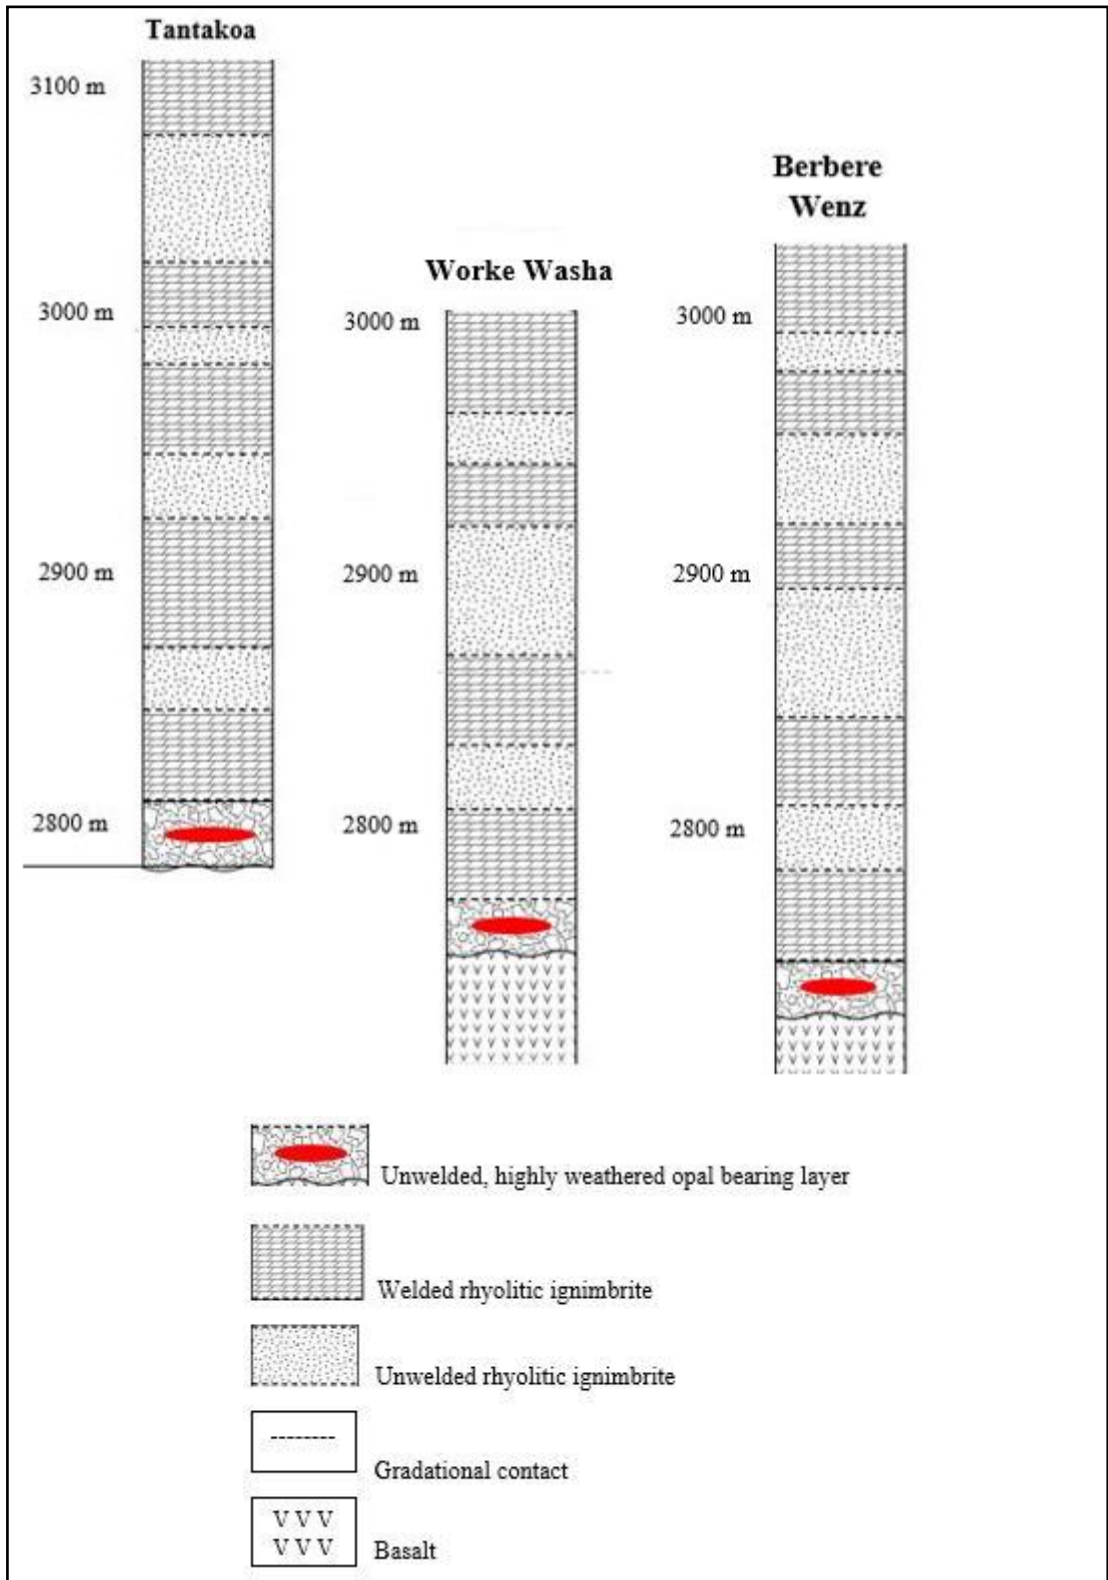 Tantakoa
3100 m
3000 m
2900 m
2800 m
Worke Washa
3000 m
2900 m
2800 m
Berbere
Wenz
3000 m
2900 m
2800 m
Unwelded, highly weathered opal bearing layer
Welded rhyolitic ignimbrite
Unwelded rhyolitic ignimbrite
Gradational contact
V V V
V V V
Basalt